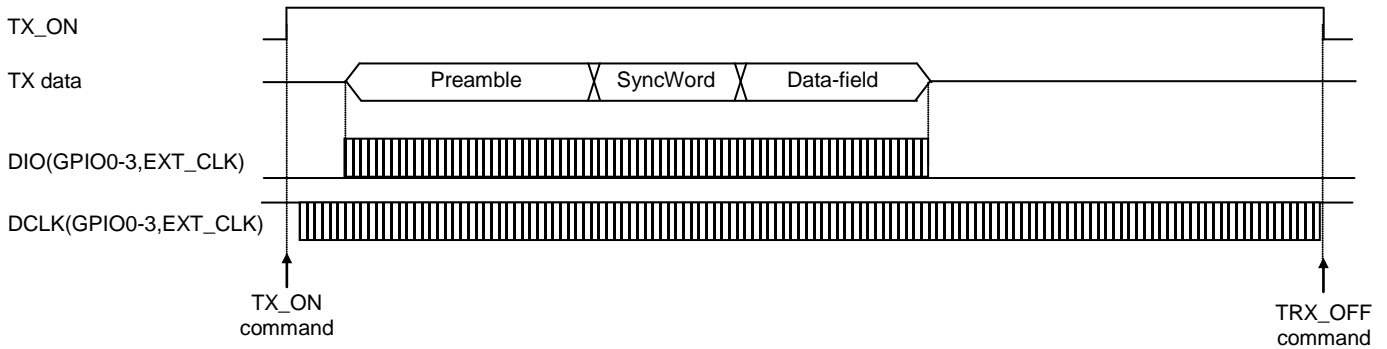 TX_ON
TX data
Preamble
SyncWord
Data-field
DIO(GPIO0-3,EXT_CLK)
DCLK(GPIO0-3,EXT_CLK)
TX_ON
command
TRX_OFF
command